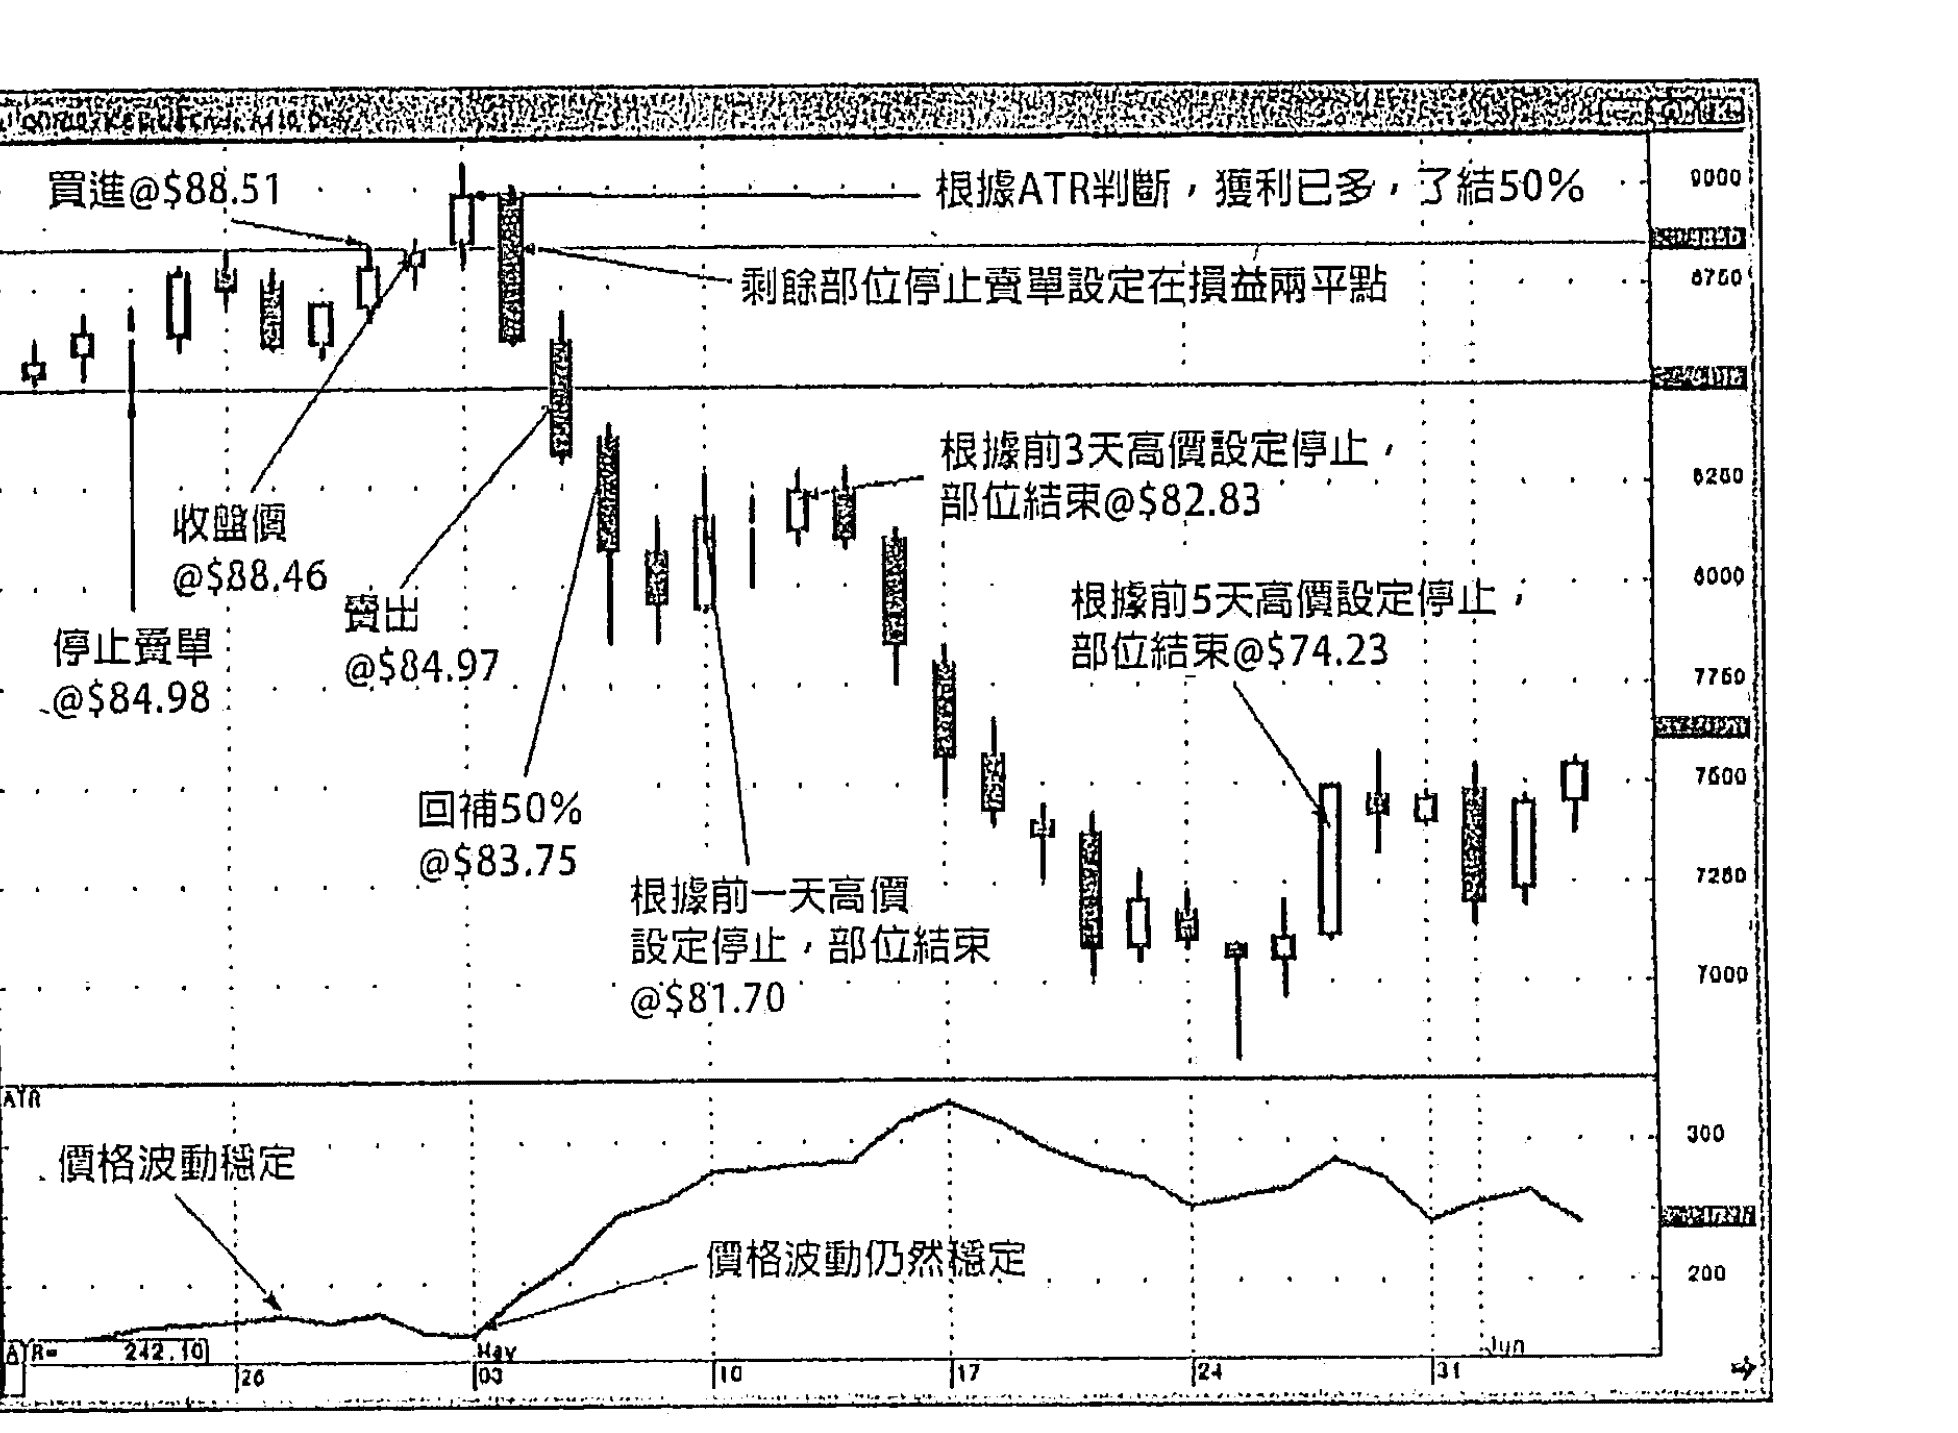 買進@$88.51
根據ATR判斷，獲利已多，了結50%
9000
剩餘部位停止賣單設定在損益兩平點
8750
根據前3天高價設定停止，
部位結束@$82.83
8250
收盤價
@$88.46
賣出
@$84.97
停止賣單
@$84.98
8000
根據前5天高價設定停止，
部位結束@$74.23
7750
7500
回補50%
@$83.75
7250
根據前一天高價
設定停止，部位結束
@$81.70
7000
ATR
300
價格波動穩定
價格波動仍然穩定
200
242.10
May
Jun
26
03
10
17
24
31